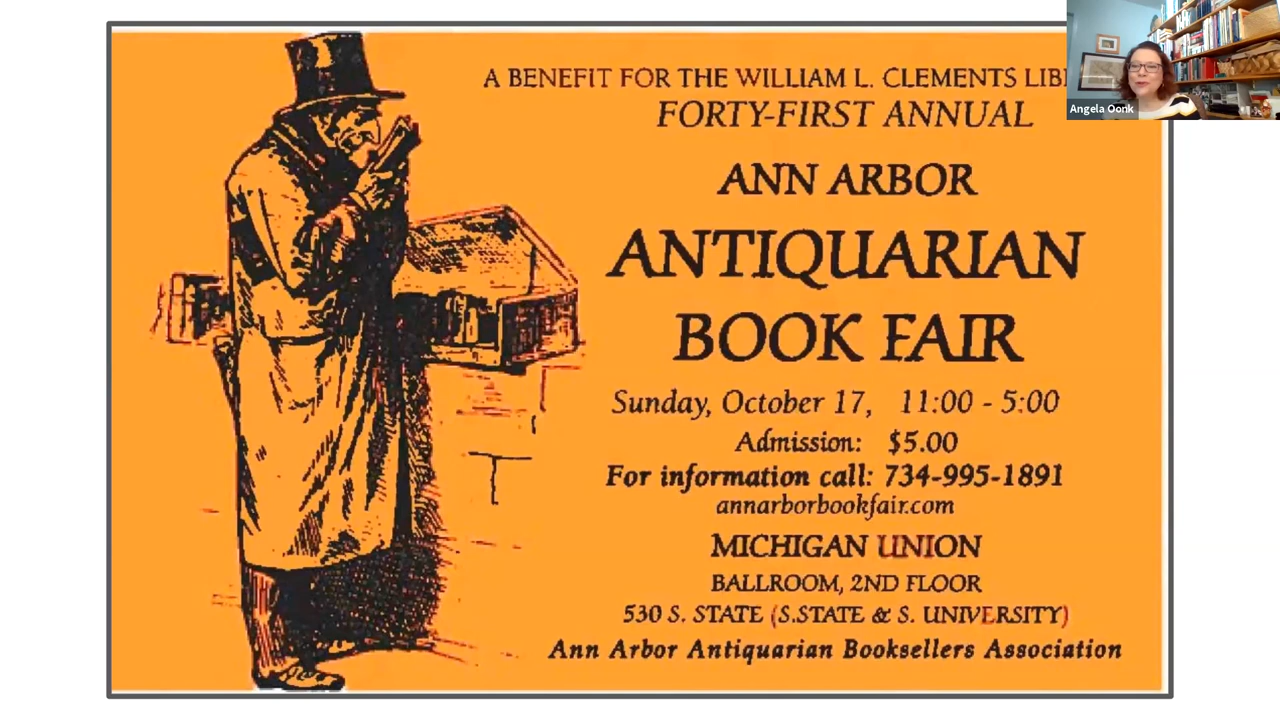 A BENEFIT FOR THE WILLIAM L. CLEMENTS LIB
FORTY-FIRST ANNUAL
ANN ARBOR
ANTIQUARIAN
BOOK FAIR
Sunday, October 17, 11:00 - 5:00
Admission: $5.00
For information call: 734-995-1891
annarborbookfair.com
MICHIGAN UNION
BALLROOM, 2ND FLOOR
530 S. STATE (S.STATE & S. UNIVERSITY)
Ann Arbor Antiquarian Booksellers Association
Angela Oonk